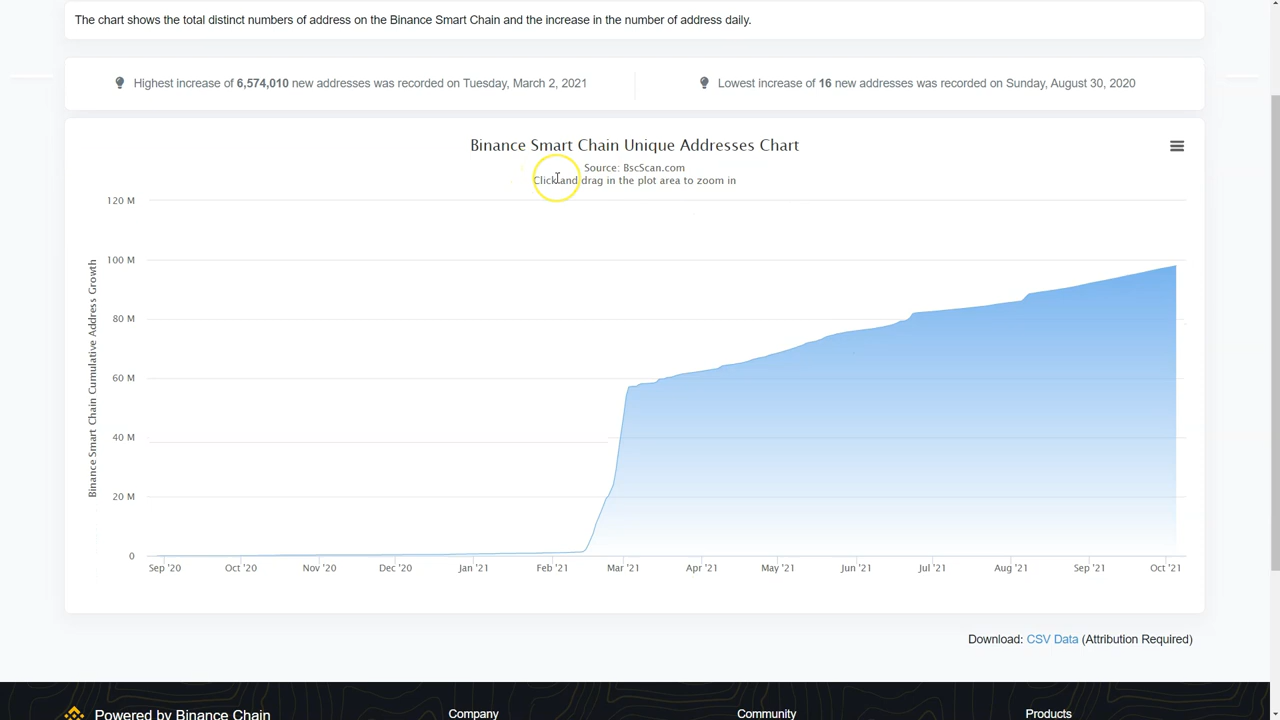 The chart shows the total distinct numbers of address on the Binance Smart Chain and the increase in the number of address daily.
Highest increase of 6,574,010 new addresses was recorded on Tuesday, March 2, 2021
Lowest increase of 16 new addresses was recorded on Sunday, August 30, 2020
Binance Smart Chain Unique Addresses Chart
Source: BscScan.com
Click and drag in the plot area to zoom in
Binance Smart Chain Cumulative Address Growth
120 M
100 M
80 M
60 M
40 M
20 M
0
Sep '20 Oct '20 Nov '20 Dec '20 Jan '21 Feb '21 Mar '21 Apr '21 May '21 Jun '21 Jul '21 Aug '21 Sep '21 Oct '21
Download: CSV Data (Attribution Required)
Powered by Binance Chain Company Community Products